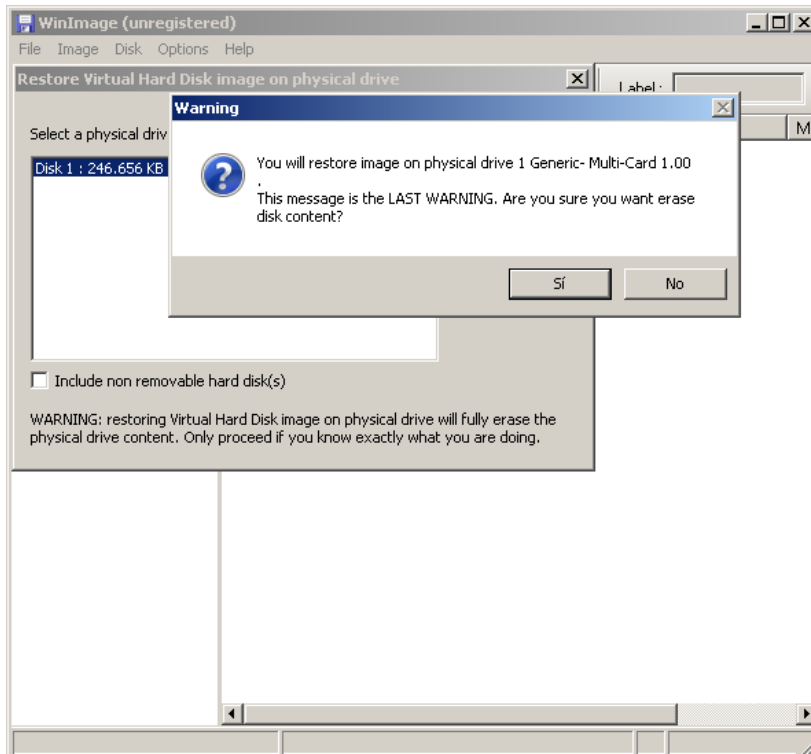 WinImage (unregistered)
File Image Disk Options Help
Restore Virtual Hard Disk image on physical drive
Label:
Warning
Select a physical driv
M
Disk 1 : 246.656 KB
You will restore image on physical drive 1 Generic- Multi-Card 1.00
.
This message is the LAST WARNING. Are you sure you want erase
disk content?
Sí No
Include non removable hard disk(s)
WARNING: restoring Virtual Hard Disk image on physical drive will fully erase the
physical drive content. Only proceed if you know exactly what you are doing.